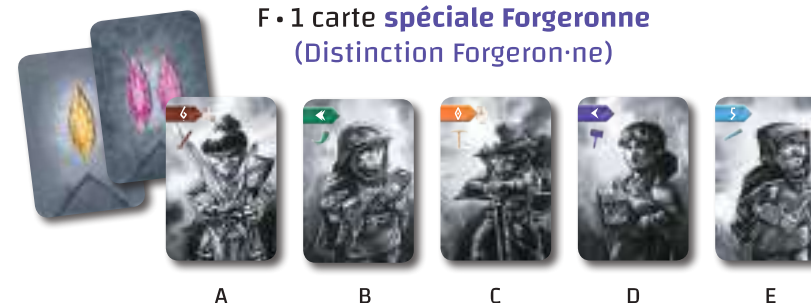 F • 1 carte spéciale Forgeronne
(Distinction Forgeron·ne)
A B C D E